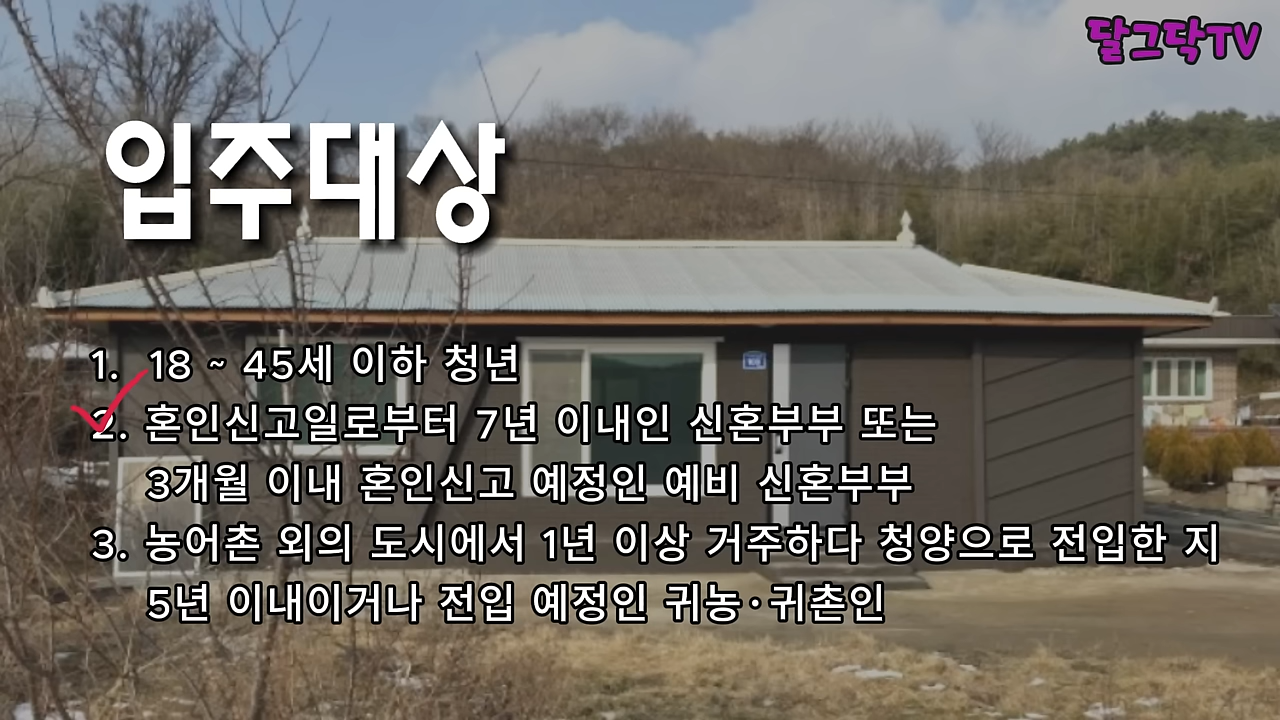 달그닥TV
입주대상
1. 18 ~ 45세 이하 청년
2. 혼인신고일로부터 7년 이내인 신혼부부 또는
3개월 이내 혼인신고 예정인 예비 신혼부부
3. 농어촌 외의 도시에서 1년 이상 거주하다 청양으로 전입한 지
5년 이내이거나 전입 예정인 귀농·귀촌인